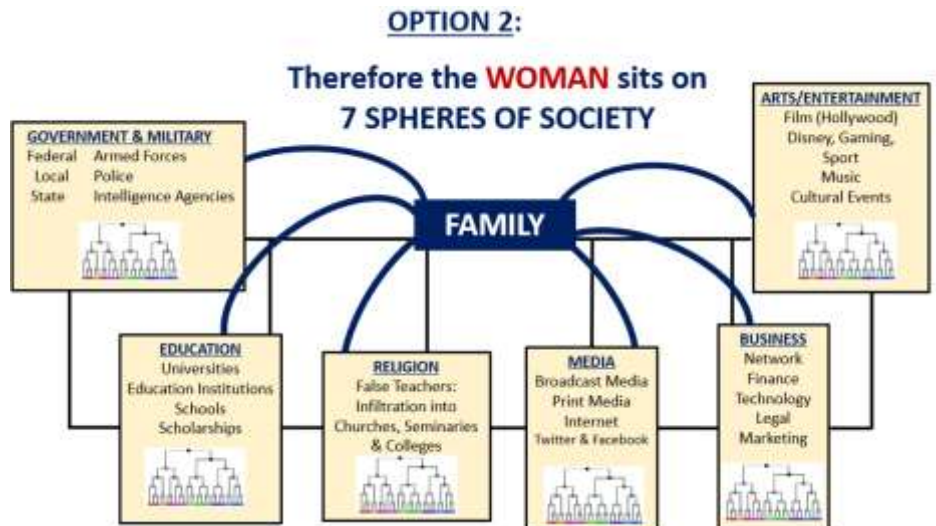 OPTION 2:
Therefore the WOMAN sits on
7 SPHERES OF SOCIETY
GOVERNMENT & MILITARY
Federal Armed Forces
Local Police
State Intelligence Agencies
FAMILY
ARTS/ENTERTAINMENT
Film (Hollywood)
Disney, Gaming,
Sport
Music
Cultural Events
EDUCATION
Universities
Education Institutions
Schools
Scholarships
RELIGION
False Teachers:
Infiltration into
Churches, Seminaries
& Colleges
MEDIA
Broadcast Media
Print Media
Internet
Twitter & Facebook
BUSINESS
Network
Finance
Technology
Legal
Marketing